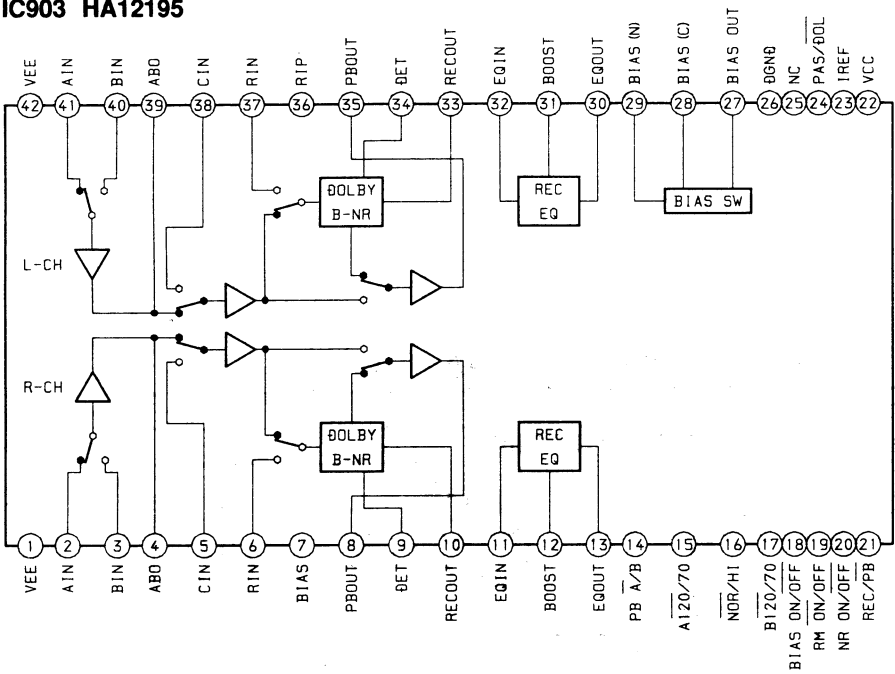 IC903 HA12195
VEE
AIN
BIN
ABO
CIN
RIN
RIP
PBOUT
DET
RECOUT
EQIN
BOOST
EQOUT
BIAS (N)
BIAS (C)
BIAS OUT
DGND
NC
PAS/DOL
IREF
VCC
42 41 40 39 38 37 36 35 34 33 32 31 30 29 28 27 26 25 24 23 22
DOLBY
B-NR
REC
EQ
BIAS SW
L-CH
R-CH
DOLBY
B-NR
REC
EQ
1 2 3 4 5 6 7 8 9 10 11 12 13 14 15 16 17 18 19 20 21
VEE
AIN
BIN
ABO
CIN
RIN
BIAS
PBOUT
DET
RECOUT
EQIN
BOOST
EQOUT
PB A/B
A120/70
NOR/HI
B120/70
BIAS ON/OFF
RM ON/OFF
NR ON/OFF
REC/PB